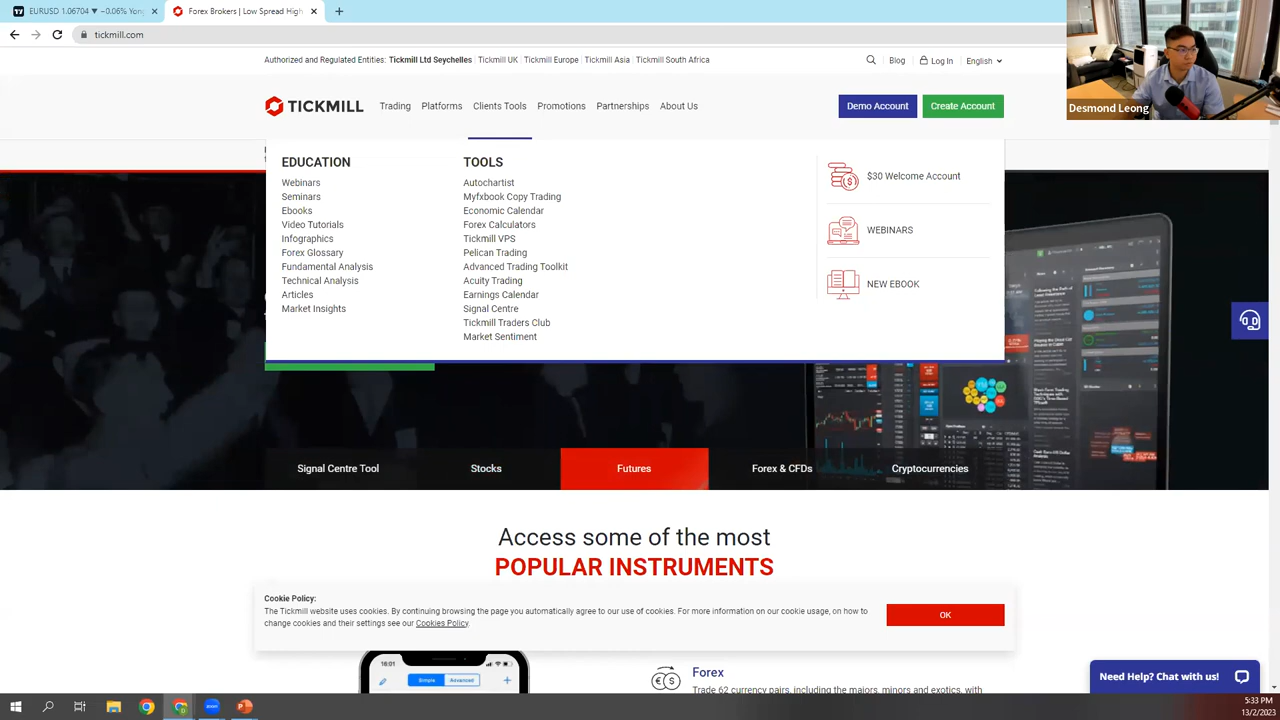 EURUSD 1.06704 ▼ −0.06% Yon
Forex Brokers | Low Spread High
tickmill.com
Authorized and Regulated Entities: Tickmill Ltd Seychelles | Tickmill UK | Tickmill Europe | Tickmill Asia | Tickmill South Africa
Blog
Log In
English
Desmond Leong
TICKMILL
Trading
Platforms
Clients Tools
Promotions
Partnerships
About Us
Demo Account
Create Account
EDUCATION
Webinars
Seminars
Ebooks
Video Tutorials
Infographics
Forex Glossary
Fundamental Analysis
Technical Analysis
Articles
Market Insights
TOOLS
Autochartist
Myfxbook Copy Trading
Economic Calendar
Forex Calculators
Tickmill VPS
Pelican Trading
Advanced Trading Toolkit
Acuity Trading
Earnings Calendar
Signal Centre
Tickmill Traders Club
Market Sentiment
$30 Welcome Account
WEBINARS
NEW EBOOK
Signal Centre Tool
Stocks
Futures
Forex & CFDs
Cryptocurrencies
Access some of the most
POPULAR INSTRUMENTS
Cookie Policy:
The Tickmill website uses cookies. By continuing browsing the page you automatically agree to our use of cookies. For more information on our cookie usage, on how to
change cookies and their settings see our Cookies Policy.
OK
16:01
Simple
Advanced
Forex
Trade 62 currency pairs, including the majors, minors and exotics, with
Need Help? Chat with us!
5:33 PM
13/2/2023